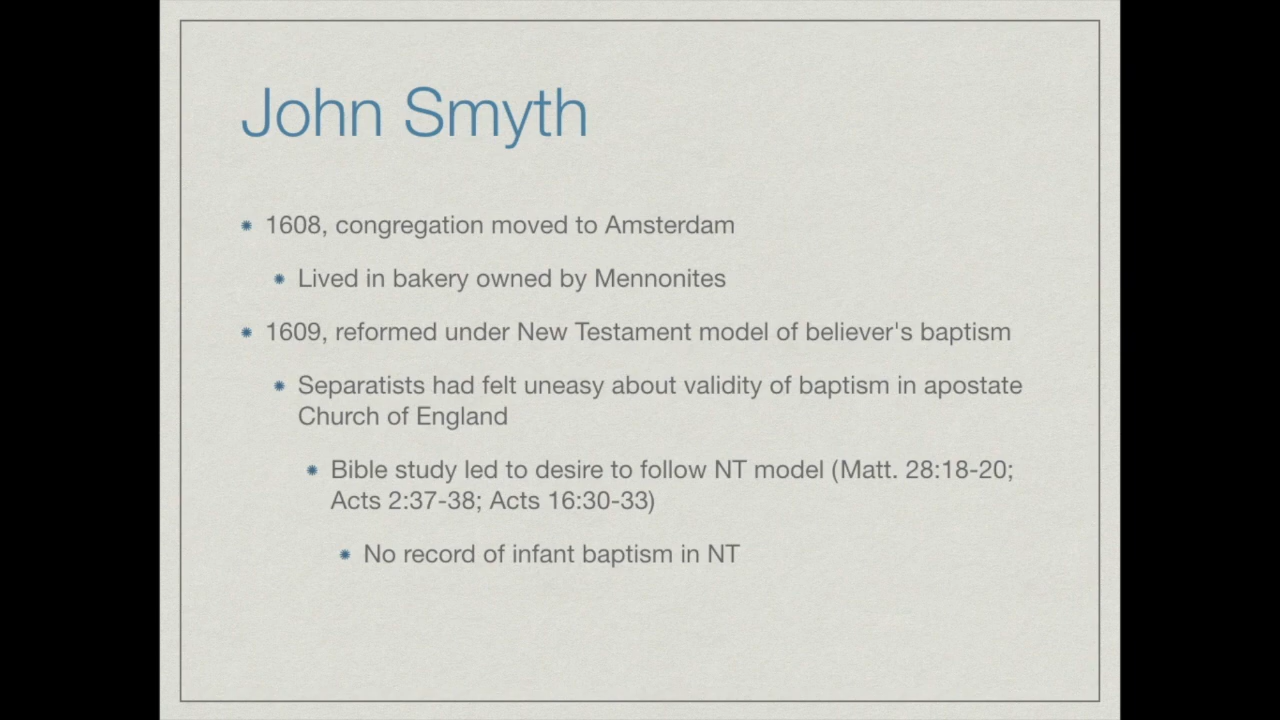 John Smyth
1608, congregation moved to Amsterdam
Lived in bakery owned by Mennonites
1609, reformed under New Testament model of believer's baptism
Separatists had felt uneasy about validity of baptism in apostate
Church of England
Bible study led to desire to follow NT model (Matt. 28:18-20;
Acts 2:37-38; Acts 16:30-33)
No record of infant baptism in NT